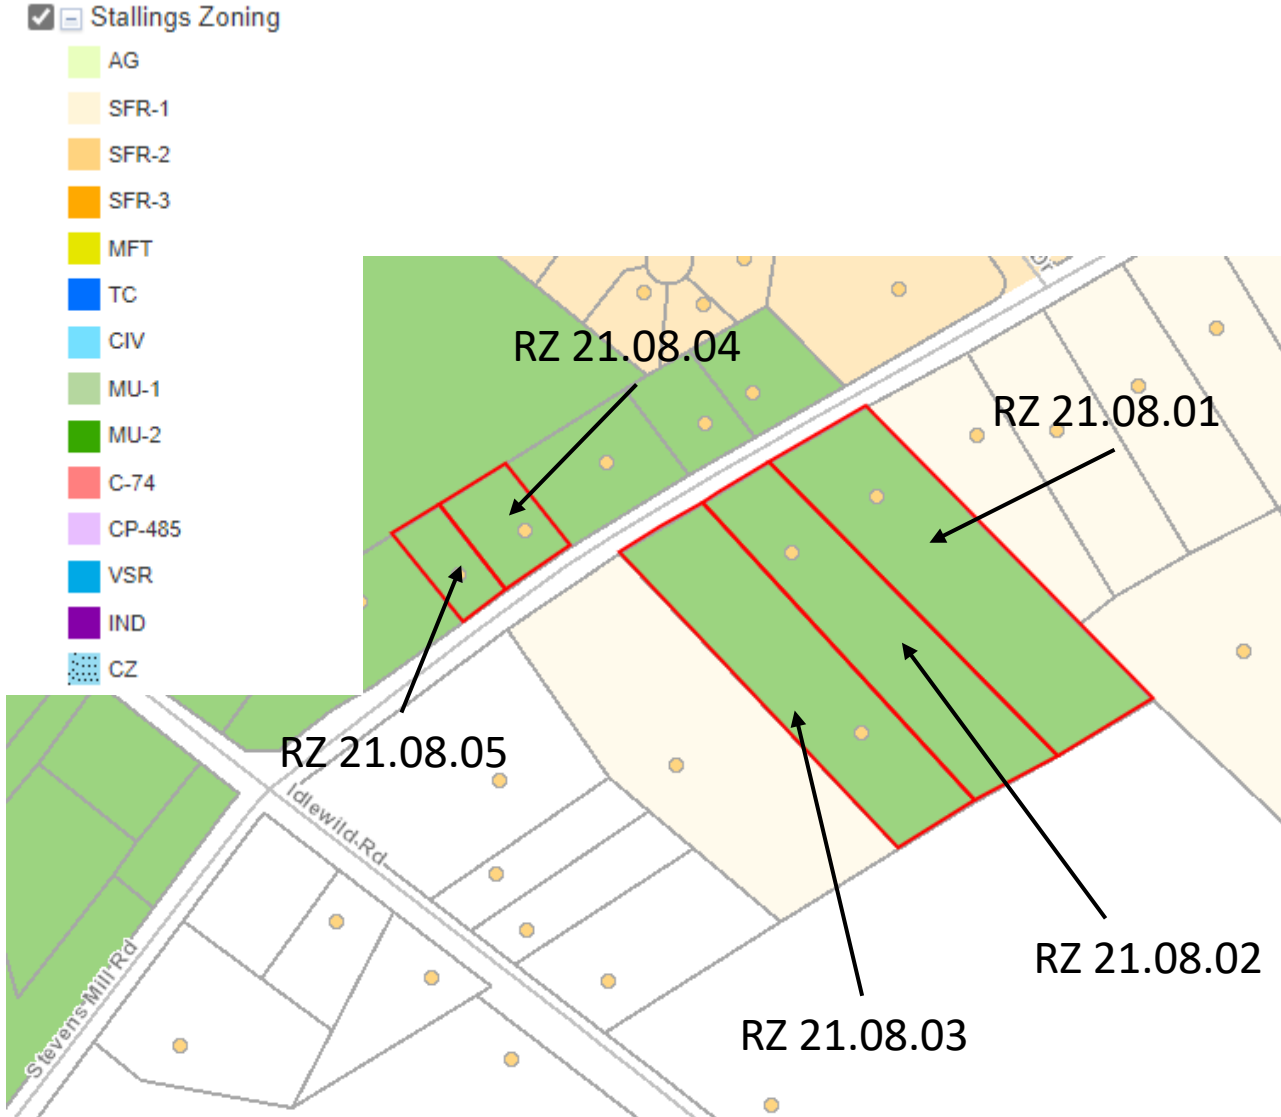 Stallings Zoning
AG
SFR-1
SFR-2
SFR-3
MFT
TC
CIV
MU-1
MU-2
C-74
CP-485
VSR
IND
CZ
Dr
RZ 21.08.04
RZ 21.08.01
RZ 21.08.05
Idlewild Rd
RZ 21.08.02
Stevens Mill Rd
RZ 21.08.03